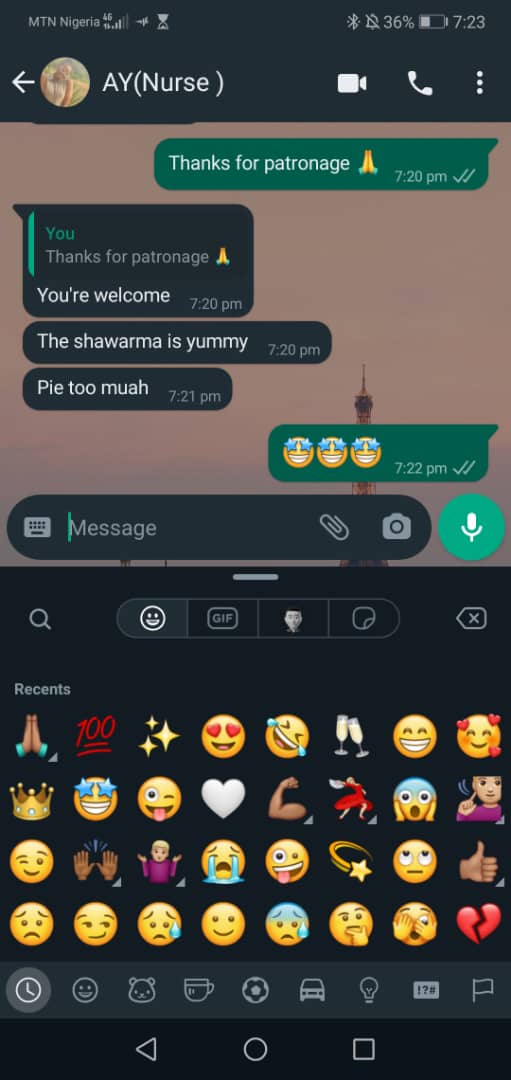 MTN Nigeria 4G 36% 7:23
AY(Nurse )
Thanks for patronage 🙏 7:20 pm
You
Thanks for patronage 🙏
You're welcome 7:20 pm
The shawarma is yummy 7:20 pm
Pie too muah 7:21 pm
🤩🤩🤩 7:22 pm
Message
GIF
Recents
💯
!?#